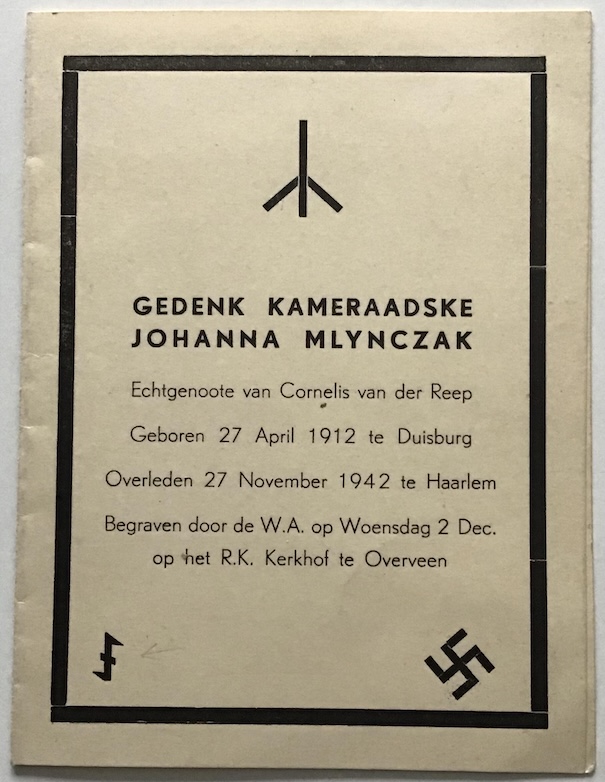 GEDENK KAMERAADSKE
JOHANNA MLYNCZAK
Echtgenoote van Cornelis van der Reep
Geboren 27 April 1912 te Duisburg
Overleden 27 November 1942 te Haarlem
Begraven door de W.A. op Woensdag 2 Dec.
op het R.K. Kerkhof te Overveen